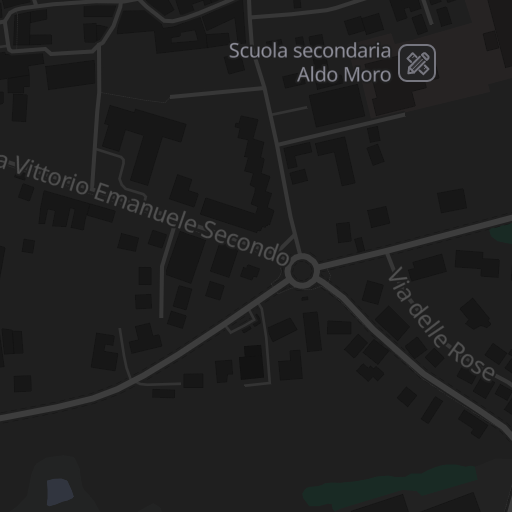 Scuola secondaria
Aldo Moro
a Vittorio Emanuele Secondo
Via delle Rose